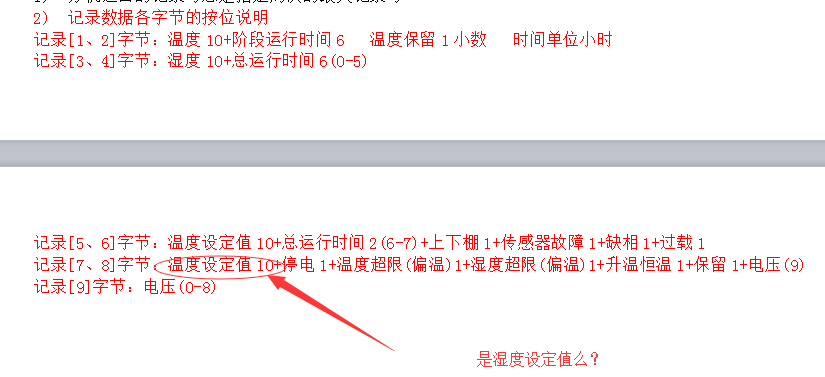 2)  记录数据各字节的按位说明
记录[1、2]字节：温度 10+阶段运行时间 6   温度保留 1 小数   时间单位小时
记录[3、4]字节：湿度 10+总运行时间 6(0-5)
记录[5、6]字节：温度设定值 10+总运行时间 2(6-7)+上下棚 1+传感器故障 1+缺相 1+过载 1
记录[7、8]字节：温度设定值 10+停电 1+温度超限(偏温)1+湿度超限(偏温)1+升温恒温 1+保留 1+电压(9)
记录[9]字节：电压(0-8)
是湿度设定值么？